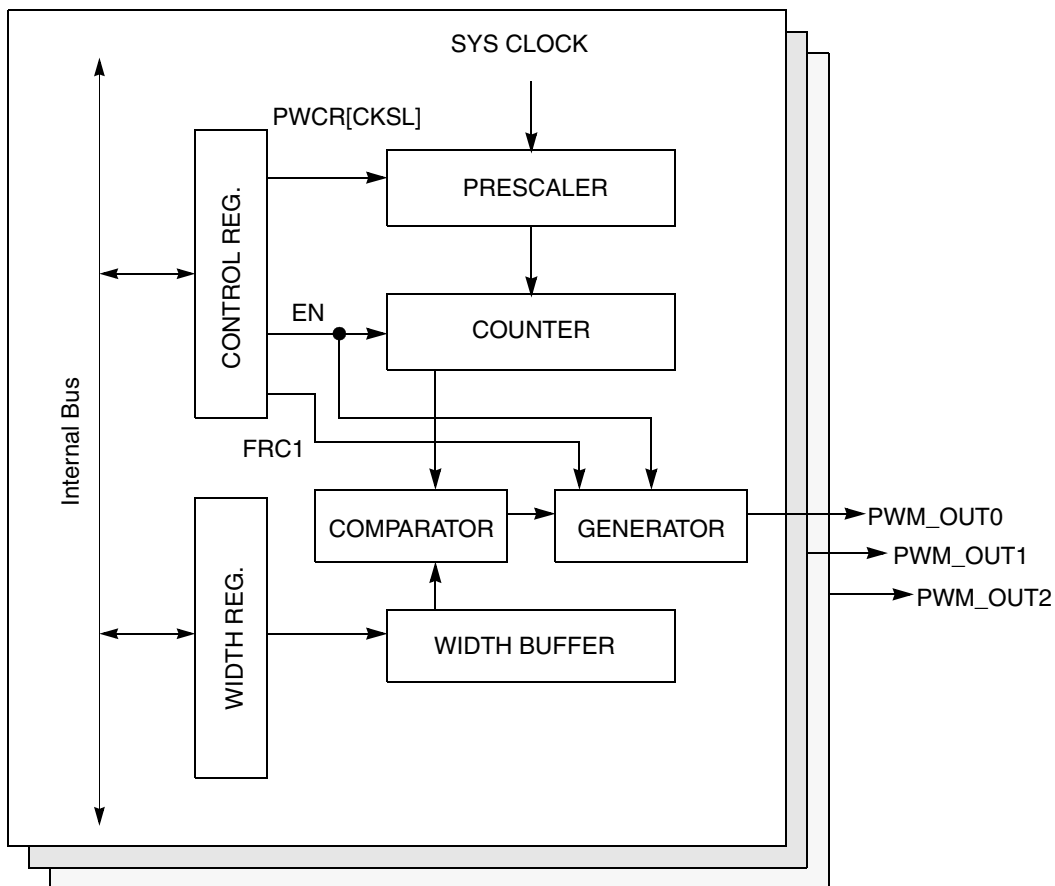 SYS CLOCK
PWCR[CKSL]
PRESCALER
CONTROL REG.
EN
COUNTER
Internal Bus
FRC1
COMPARATOR
GENERATOR
PWM_OUT0
PWM_OUT1
PWM_OUT2
WIDTH REG.
WIDTH BUFFER